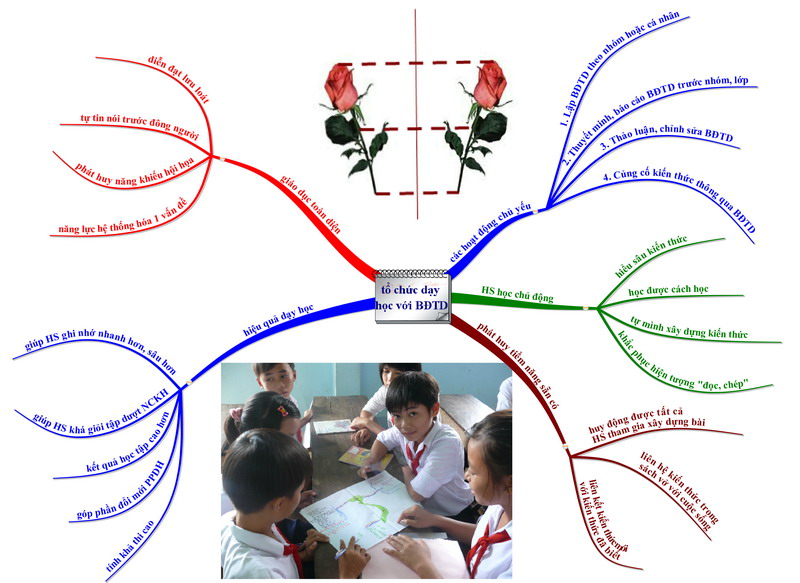 tổ chức dạy
học với BĐTD
các hoạt động chủ yếu
1. Lập BĐTD theo nhóm hoặc cá nhân
2. Thuyết minh, báo cáo BĐTD trước nhóm, lớp
3. Thảo luận, chỉnh sửa BĐTD
4. Củng cố kiến thức thông qua BĐTD
HS học chủ động
hiểu sâu kiến thức
học được cách học
tự mình xây dựng kiến thức
khắc phục hiện tượng "đọc, chép"
phát huy tiềm năng sẵn có
huy động được tất cả
HS tham gia xây dựng bài
liên hệ kiến thức trong
sách vở với cuộc sống
liên kết kiến thức mới
với kiến thức đã biết
hiệu quả dạy học
giúp HS ghi nhớ nhanh hơn, sâu hơn
giúp HS khá giỏi tập dượt NCKH
kết quả học tập cao hơn
góp phần đổi mới PPDH
tính khả thi cao
giáo dục toàn diện
diễn đạt lưu loát
tự tin nói trước đông người
phát huy năng khiếu hội họa
năng lực hệ thống hóa 1 vấn đề